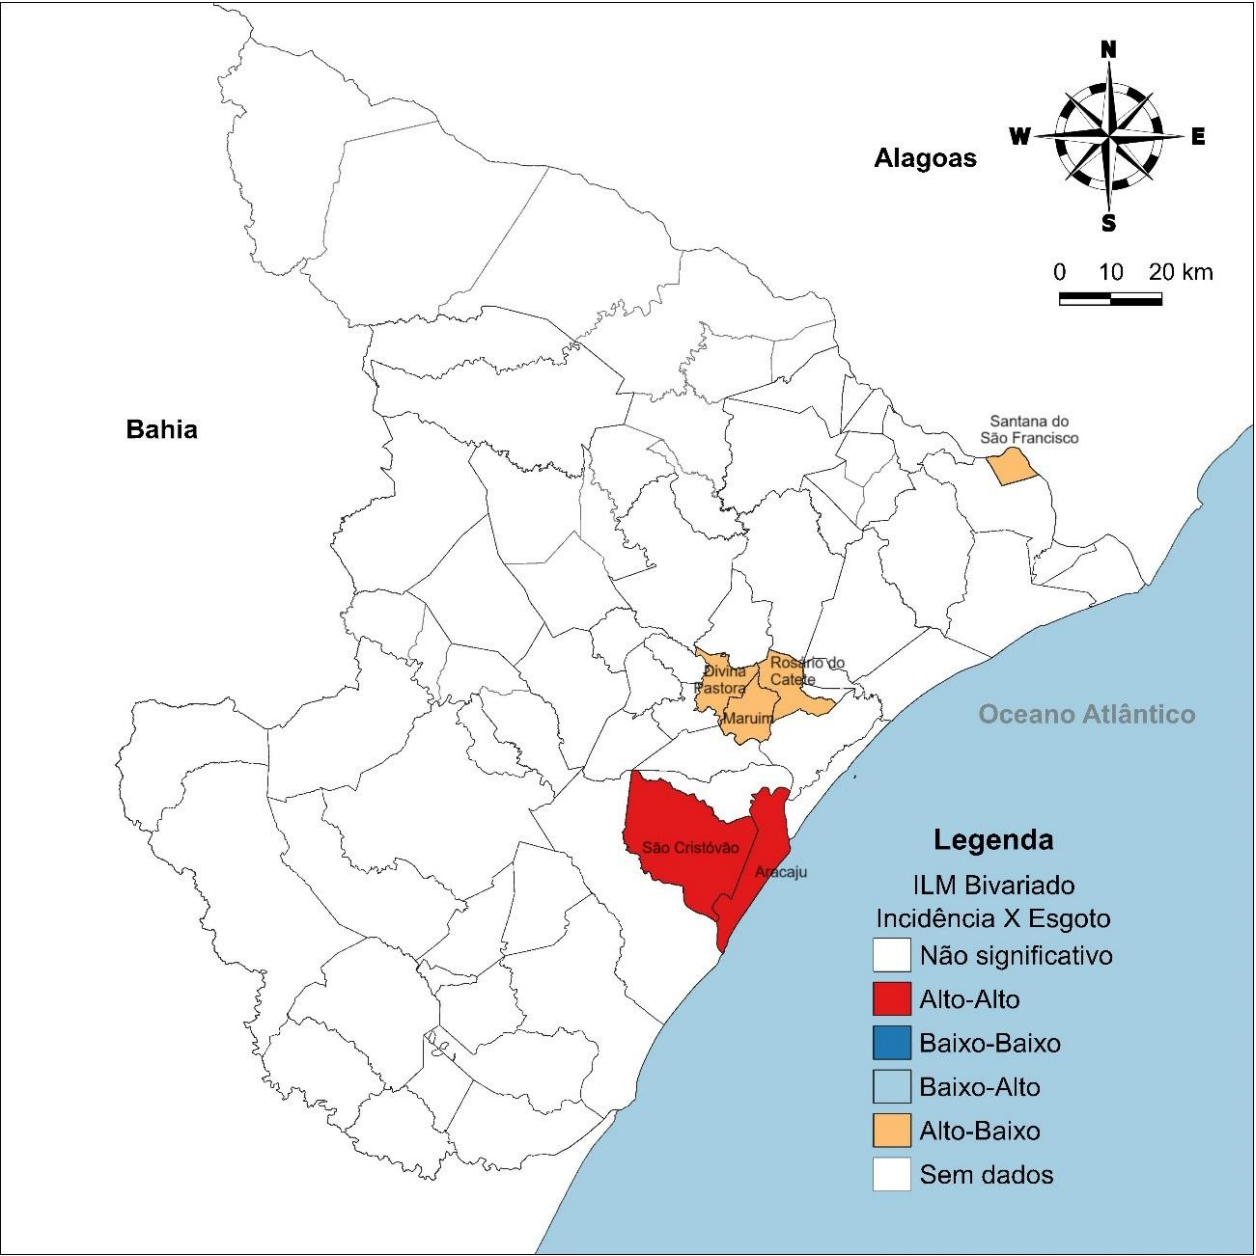 N
W
E
S
Alagoas
0 10 20 km
Bahia
Santana do
São Francisco
Divina
Pastora
Rosário do
Catete
Maruim
Oceano Atlântico
São Cristóvão
Aracaju
Legenda
ILM Bivariado
Incidência X Esgoto
Não significativo
Alto-Alto
Baixo-Baixo
Baixo-Alto
Alto-Baixo
Sem dados